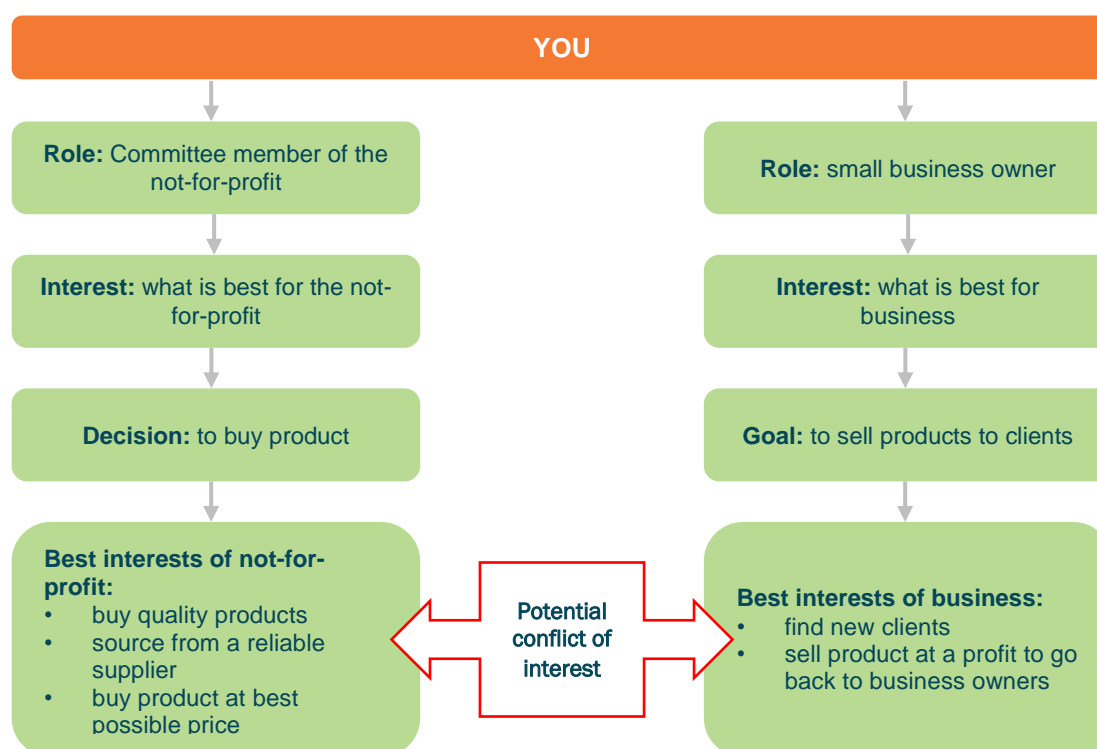 YOU
Role: Committee member of the
not-for-profit
Interest: what is best for the not-
for-profit
Decision: to buy product
Best interests of not-for-
profit:
• buy quality products
• source from a reliable
supplier
• buy product at best
possible price
Potential
conflict of
interest
Role: small business owner
Interest: what is best for
business
Goal: to sell products to clients
Best interests of business:
• find new clients
• sell product at a profit to go
back to business owners